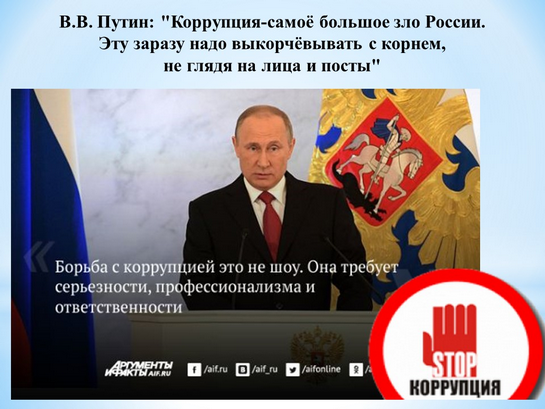 В.В. Путин: "Коррупция-самоё большое зло России.
Эту заразу надо выкорчёвывать с корнем,
не глядя на лица и посты"
Борьба с коррупцией это не шоу. Она требует
серьезности, профессионализма и
ответственности
АРГУМЕНТЫ
И ФАКТЫ AIF.RU
/aif.ru
/aif_ru
/aifonline
/a
STOP
КОРРУПЦИЯ